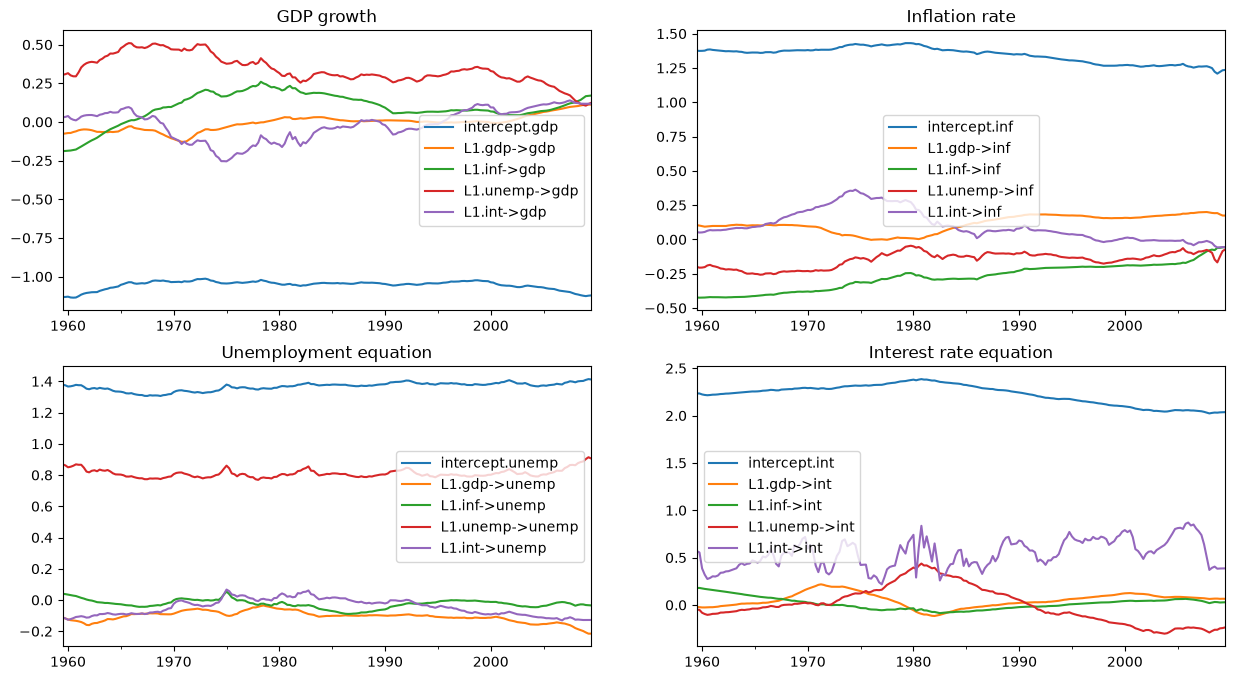 GDP growth
0.50
0.25
0.00
−0.25
−0.50
−0.75
−1.00
intercept.gdp
L1.gdp->gdp
L1.inf->gdp
L1.unemp->gdp
L1.int->gdp
1960 1970 1980 1990 2000
Inflation rate
1.50
1.25
1.00
0.75
0.50
0.25
0.00
−0.25
−0.50
intercept.inf
L1.gdp->inf
L1.inf->inf
L1.unemp->inf
L1.int->inf
1960 1970 1980 1990 2000
Unemployment equation
1.4
1.2
1.0
0.8
0.6
0.4
0.2
0.0
−0.2
intercept.unemp
L1.gdp->unemp
L1.inf->unemp
L1.unemp->unemp
L1.int->unemp
1960 1970 1980 1990 2000
Interest rate equation
2.5
2.0
1.5
1.0
0.5
0.0
intercept.int
L1.gdp->int
L1.inf->int
L1.unemp->int
L1.int->int
1960 1970 1980 1990 2000